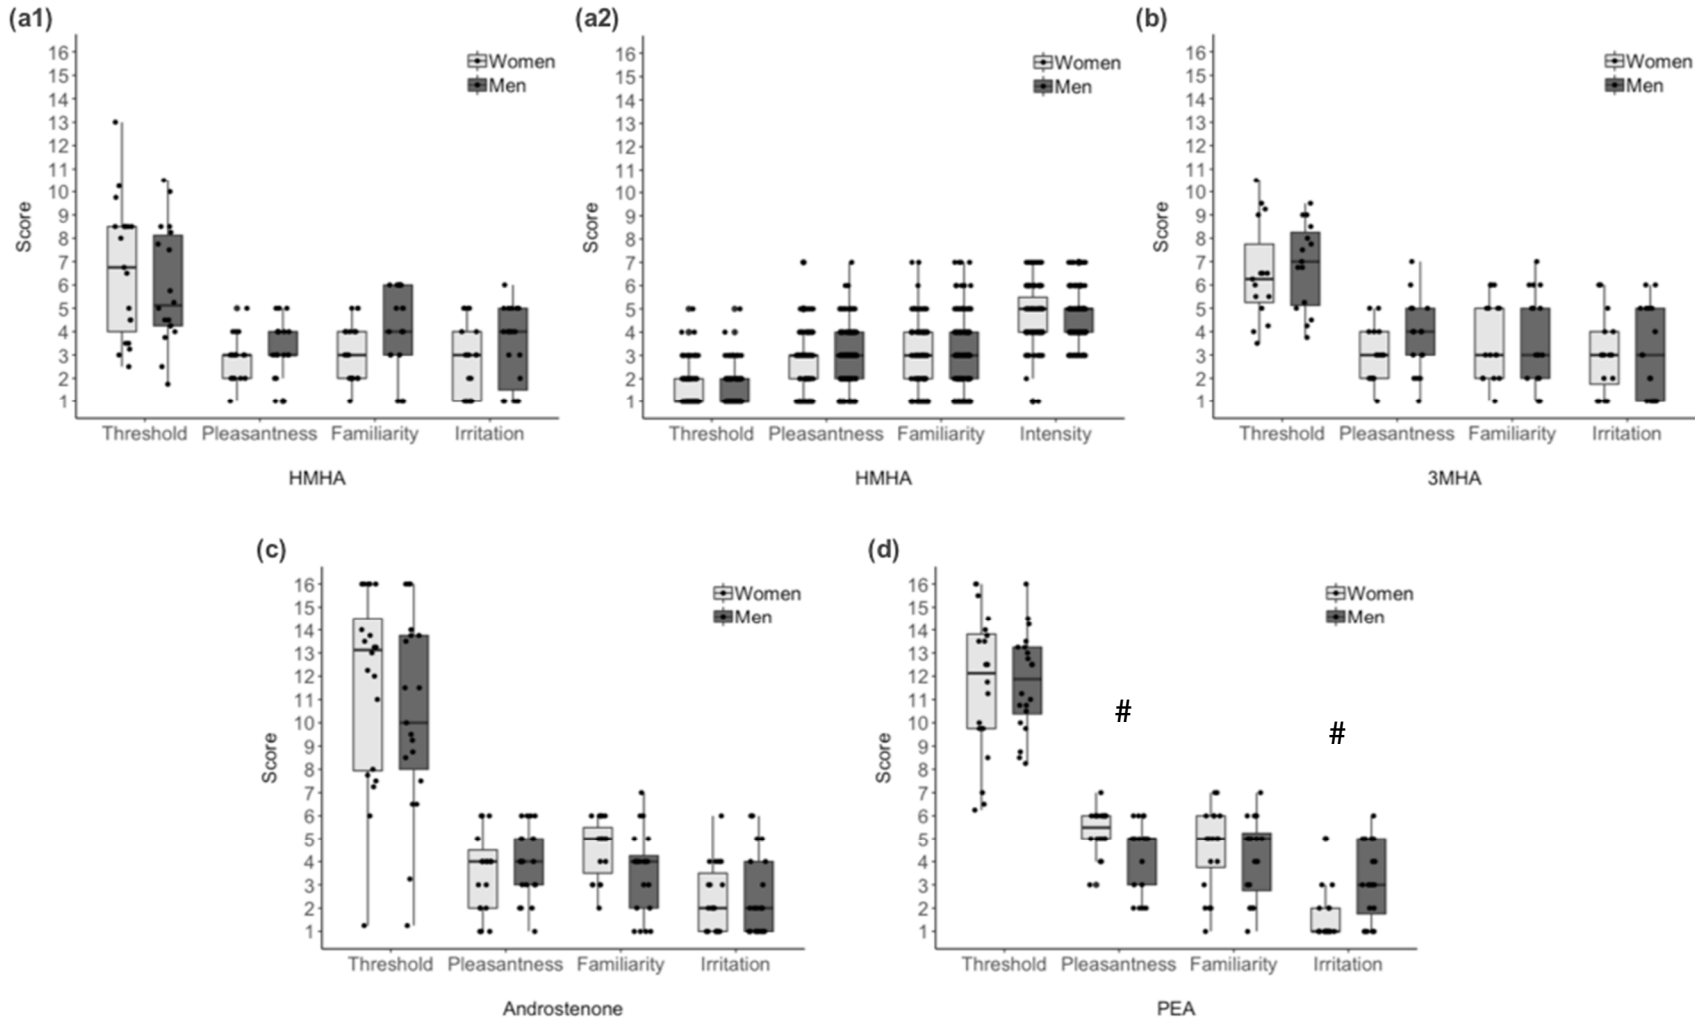 (a1)
16
15
14
13
12
11
10
9
8
7
6
5
4
3
2
1
Score
Women
Men
Threshold Pleasantness Familiarity Irritation
HMHA
(a2)
16
15
14
13
12
11
10
9
8
7
6
5
4
3
2
1
Score
Women
Men
Threshold Pleasantness Familiarity Intensity
HMHA
(b)
16
15
14
13
12
11
10
9
8
7
6
5
4
3
2
1
Score
Women
Men
Threshold Pleasantness Familiarity Irritation
3MHA
(c)
16
15
14
13
12
11
10
9
8
7
6
5
4
3
2
1
Score
Women
Men
Threshold Pleasantness Familiarity Irritation
Androstenone
(d)
16
15
14
13
12
11
10
9
8
7
6
5
4
3
2
1
Score
Women
Men
#
#
Threshold Pleasantness Familiarity Irritation
PEA